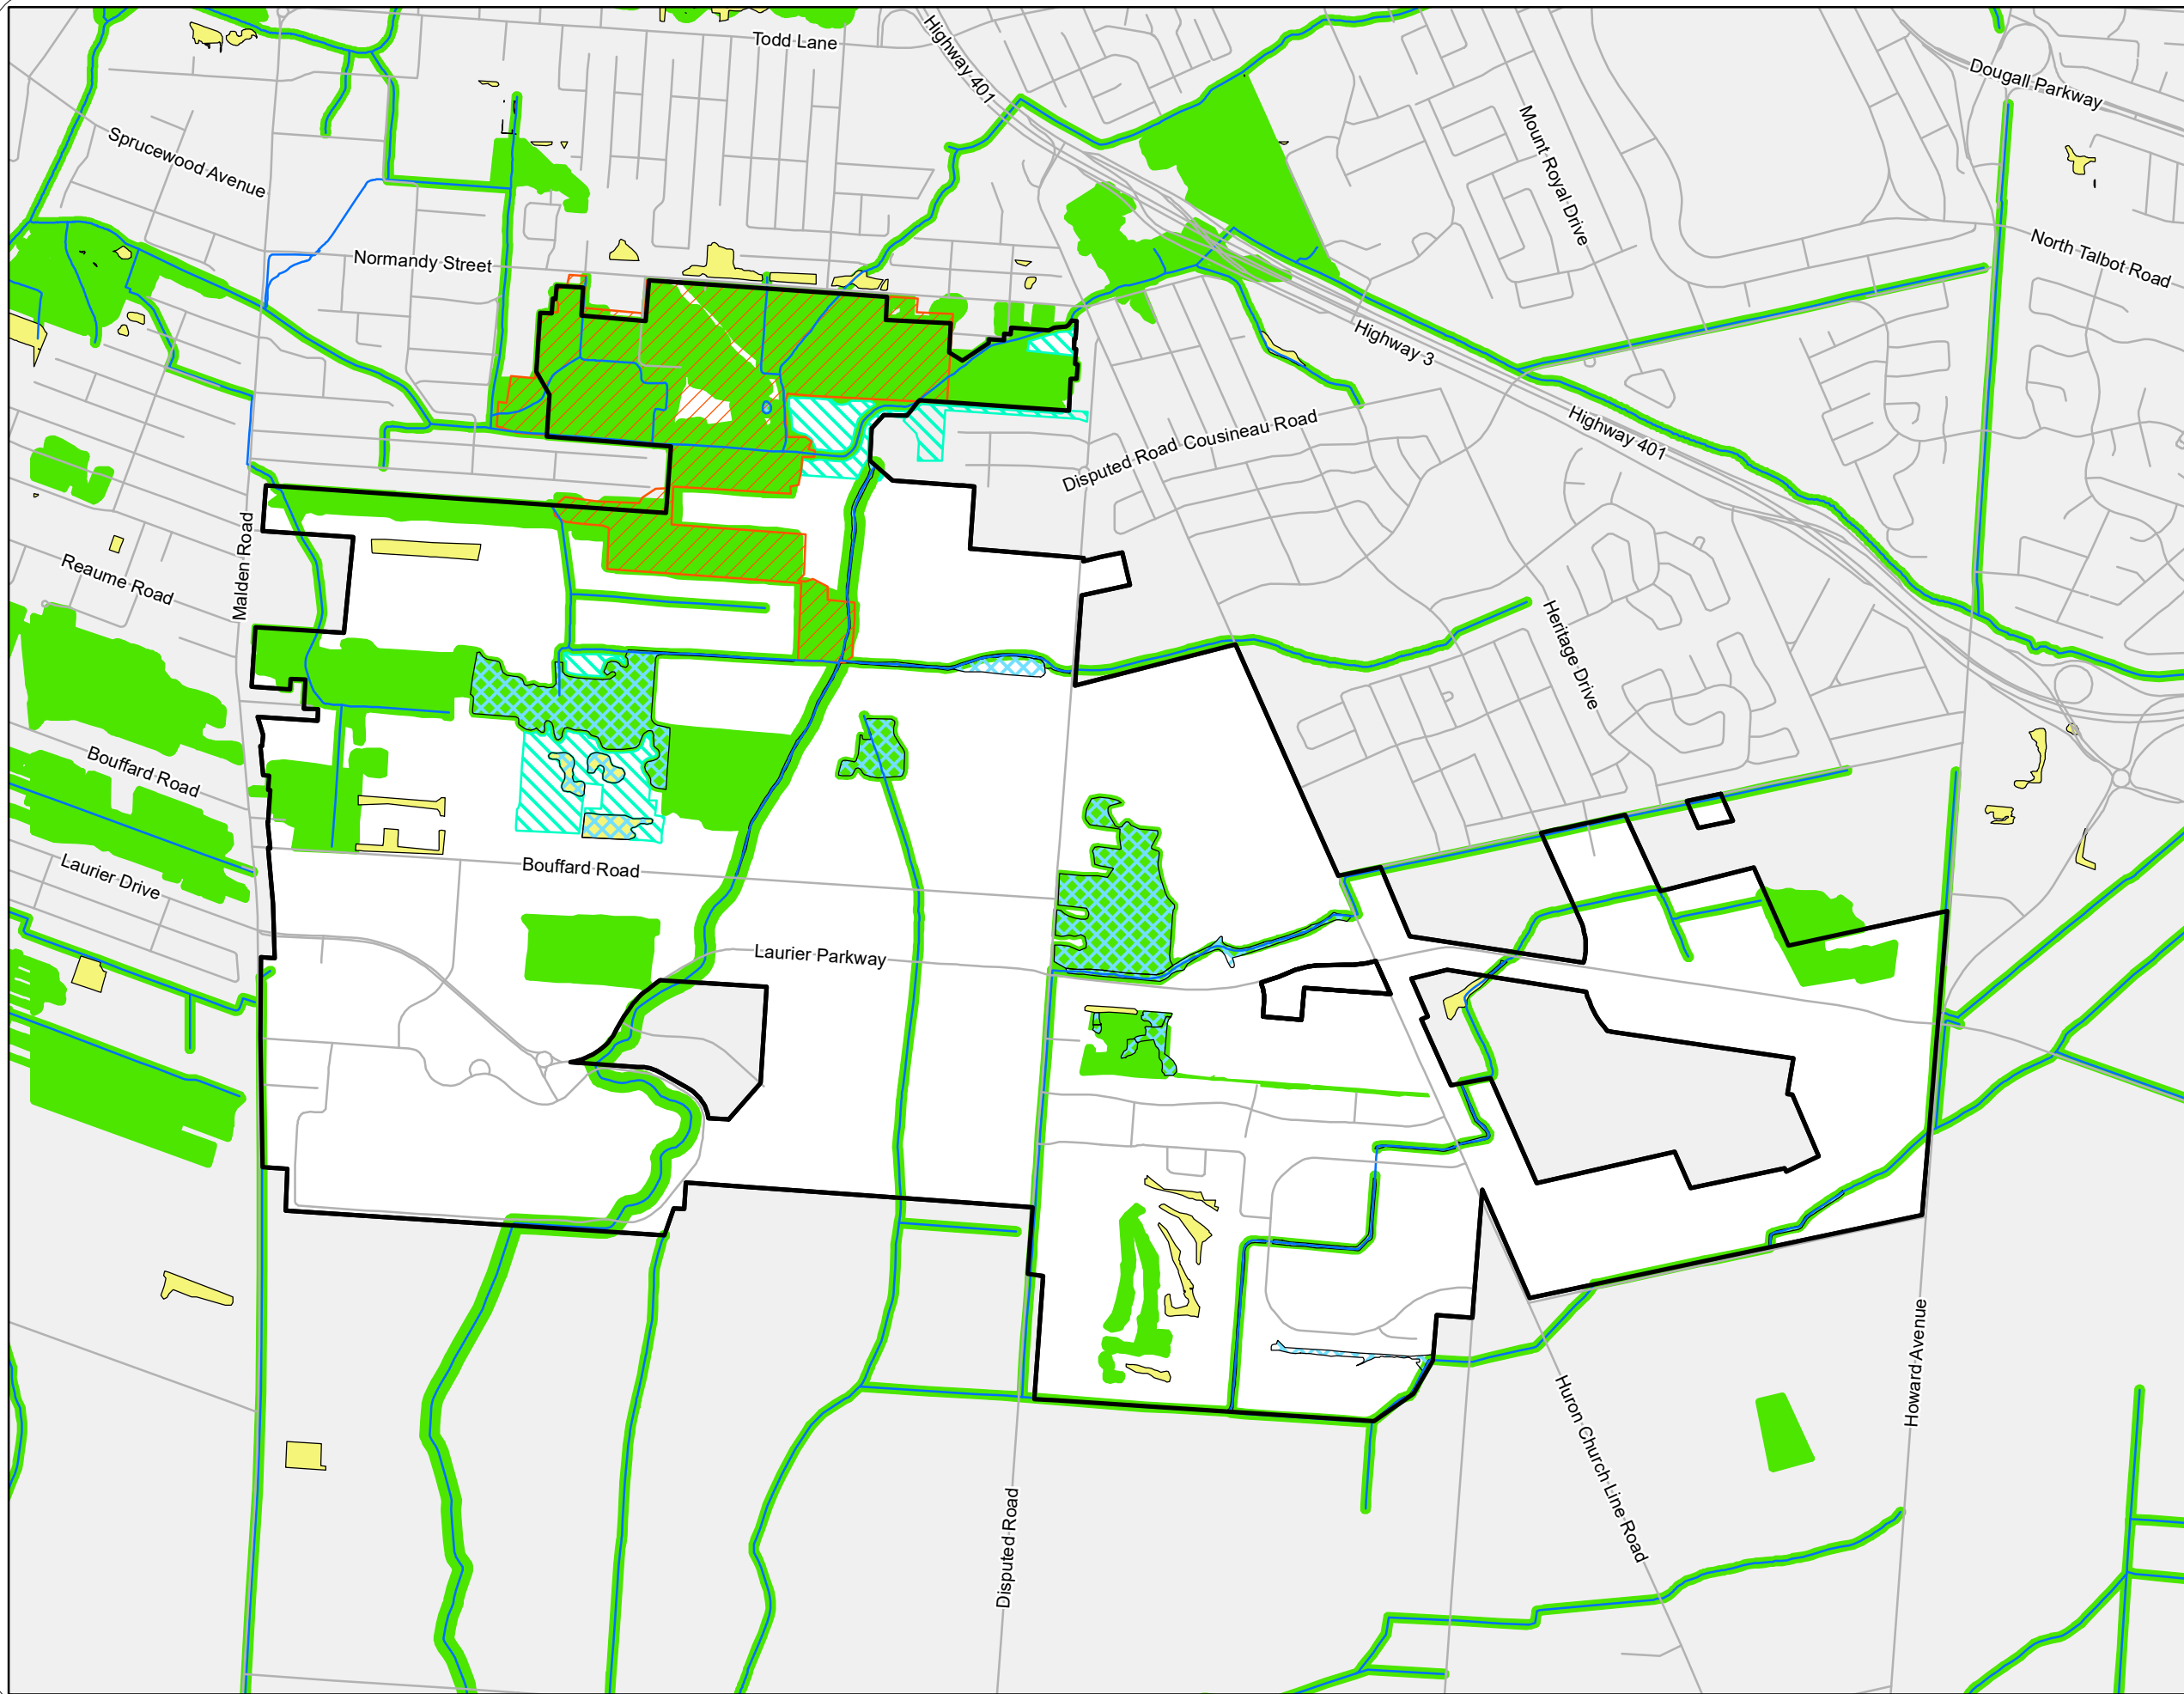 Todd Lane
Highway 401
Dougall Parkway
Sprucewood Avenue
Mount Royal Drive
North Talbot Road
Normandy Street
Highway 3
Highway 401
Disputed Road Cousineau Road
Malden Road
Reaume Road
Heritage Drive
Bouffard Road
Bouffard Road
Laurier Drive
Laurier Parkway
Howard Avenue
Huron Church Line Road
Disputed Road